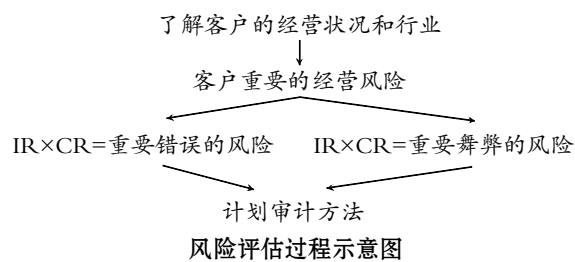 了解客户的经营状况和行业
客户重要的经营风险
IR×CR=重要错误的风险 IR×CR=重要舞弊的风险
计划审计方法
风险评估过程示意图